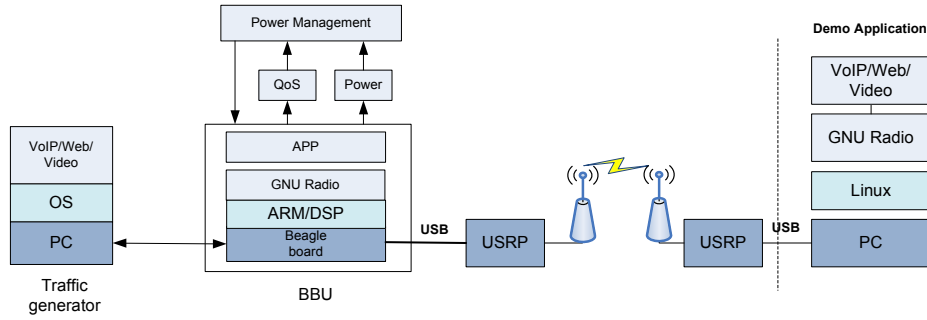 Power Management
QoS
Power
Demo Application
VoIP/Web/
Video
GNU Radio
Linux
PC
VoIP/Web/
Video
OS
PC
Traffic
generator
APP
GNU Radio
ARM/DSP
Beagle
board
BBU
USB
USRP
USRP
USB